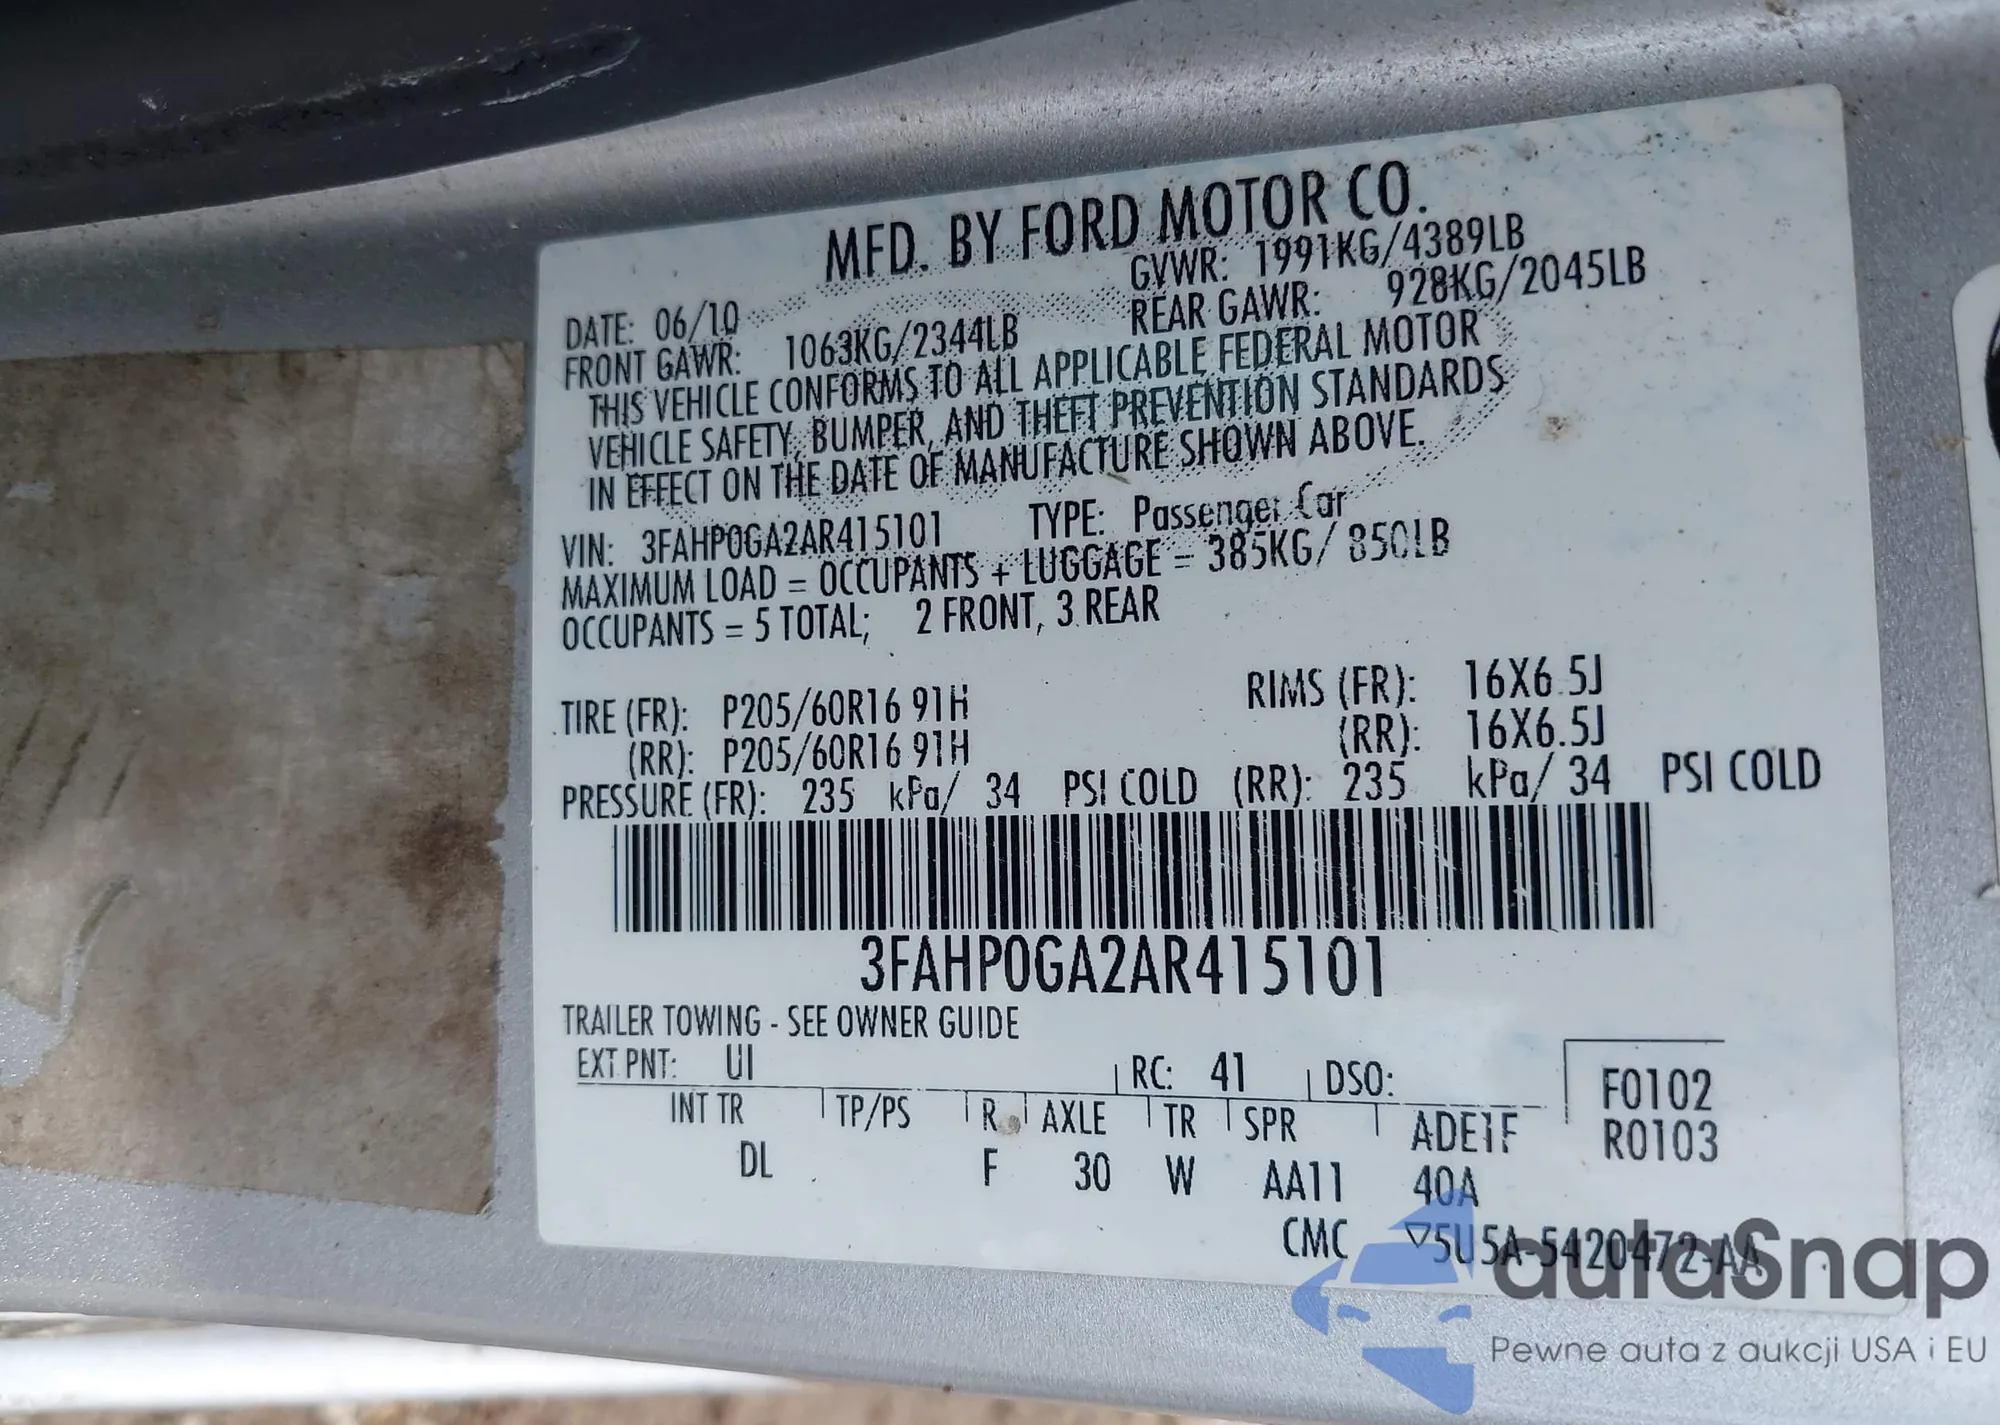 MFD. BY FORD MOTOR CO.
DATE: 06/10 GVWR: 1991KG/4389LB
FRONT GAWR: 1063KG/2344LB REAR GAWR: 928KG/2045LB
THIS VEHICLE CONFORMS TO ALL APPLICABLE FEDERAL MOTOR
VEHICLE SAFETY, BUMPER, AND THEFT PREVENTION STANDARDS
IN EFFECT ON THE DATE OF MANUFACTURE SHOWN ABOVE.
VIN: 3FAHP0GA2AR415101 TYPE: Passenger Car
MAXIMUM LOAD = OCCUPANTS + LUGGAGE = 385KG/ 850LB
OCCUPANTS = 5 TOTAL; 2 FRONT, 3 REAR
TIRE (FR): P205/60R16 91H RIMS (FR): 16X6.5J
(RR): P205/60R16 91H (RR): 16X6.5J
PRESSURE (FR): 235 kPa/ 34 PSI COLD (RR): 235 kPa/ 34 PSI COLD
3FAHP0GA2AR415101
TRAILER TOWING - SEE OWNER GUIDE
EXT PNT: UI RC: 41 DSO: F0102
INT TR TP/PS R AXLE TR SPR ADE1F R0103
DL F 30 W AA11 40A
CMC ▽5U5A-5420472-AA
autaSnap
Pewne auta z aukcji USA i EU